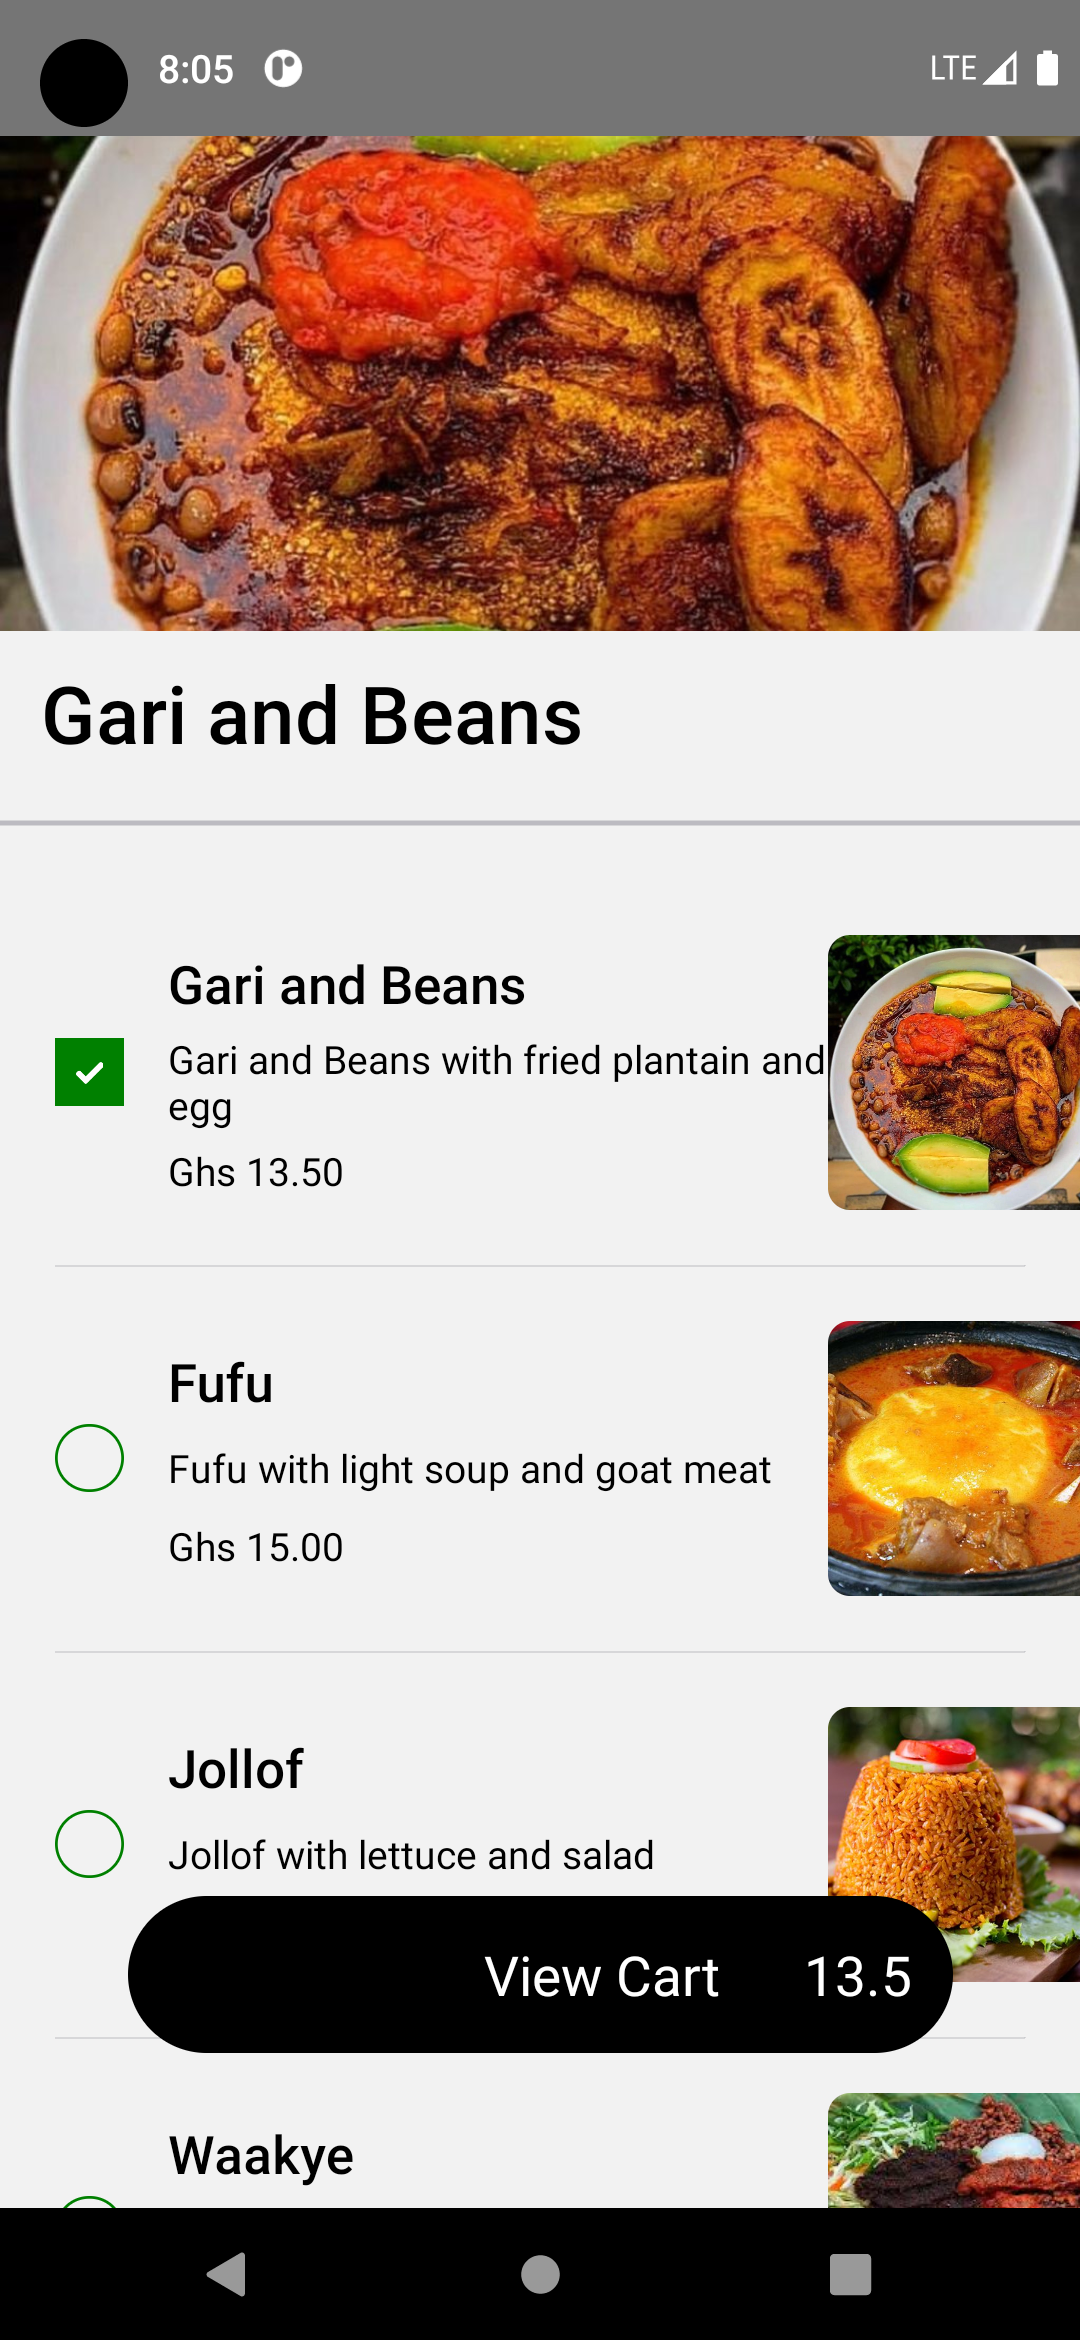 8:05
LTE
Gari and Beans
Gari and Beans
Gari and Beans with fried plantain and
egg
Ghs 13.50
Fufu
Fufu with light soup and goat meat
Ghs 15.00
Jollof
Jollof with lettuce and salad
View Cart 13.5
Waakye